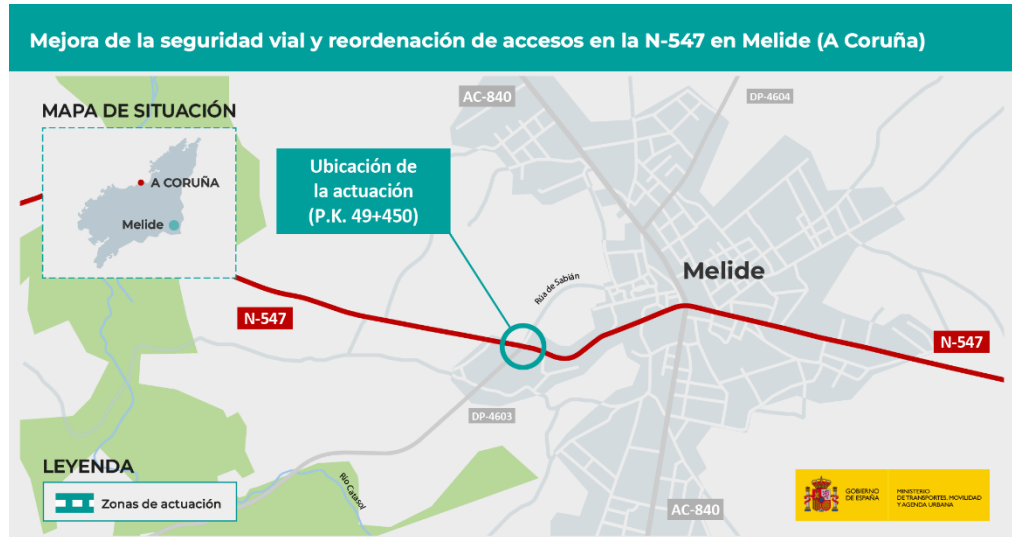 Mejora de la seguridad vial y reordenación de accesos en la N-547 en Melide (A Coruña)
MAPA DE SITUACIÓN
A CORUÑA
Melide
Ubicación de
la actuación
(P.K. 49+450)
AC-840
DP-4604
Rúa de Sabián
Melide
N-547
N-547
DP-4603
Río Catasol
AC-840
LEYENDA
Zonas de actuación
GOBIERNO
DE ESPAÑA
MINISTERIO
DE TRANSPORTES, MOVILIDAD
Y AGENDA URBANA